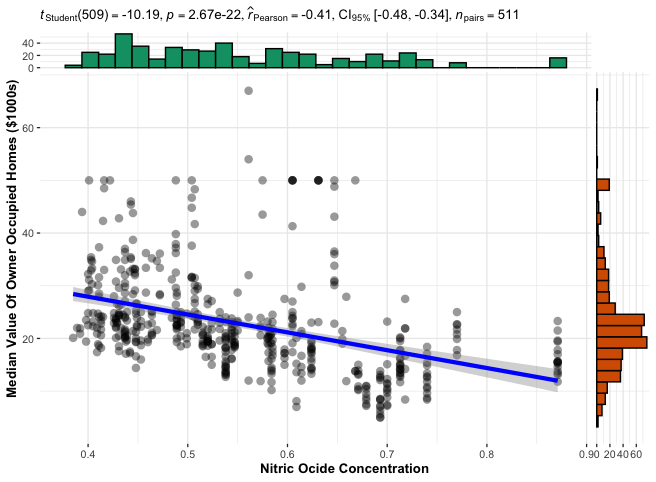 t_Student(509) = -10.19, p = 2.67e-22, r̂_Pearson = -0.41, CI_95% [-0.48, -0.34], n_pairs = 511
40
20
0
Median Value Of Owner Occupied Homes ($1000s)
60
40
20
0.4 0.5 0.6 0.7 0.8 0.9
0 20 40 60
Nitric Ocide Concentration